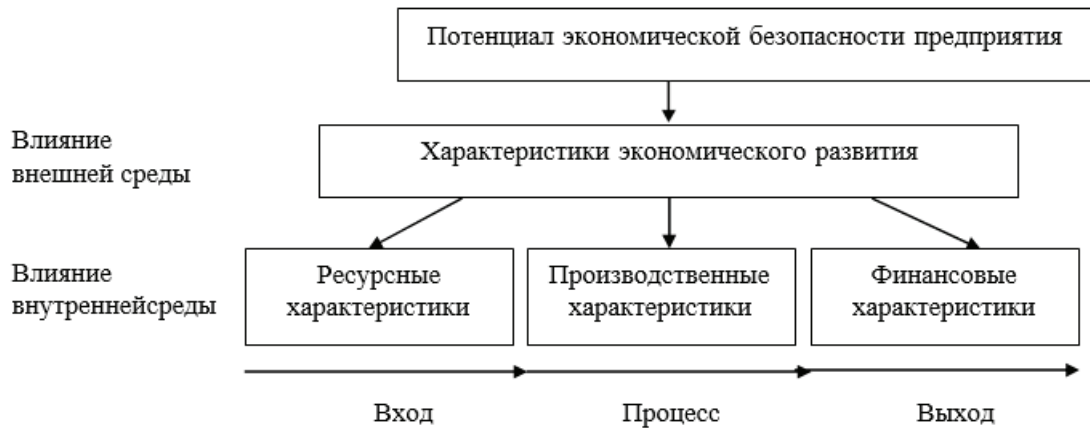 Потенциал экономической безопасности предприятия
Влияние
внешней среды
Характеристики экономического развития
Влияние
внутреннейсреды
Ресурсные
характеристики
Производственные
характеристики
Финансовые
характеристики
Вход
Процесс
Выход